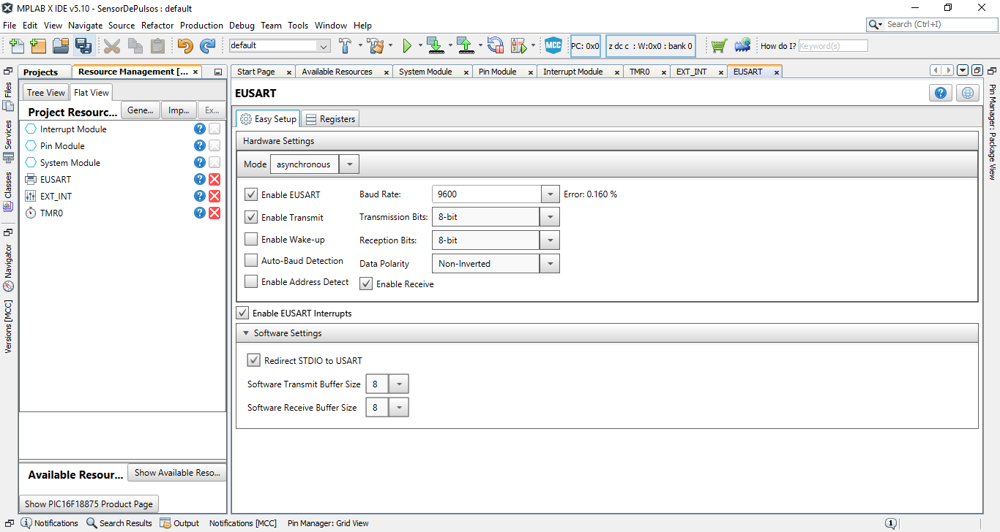 MPLAB X IDE v5.10 - SensorDePulsos : default
File Edit View Navigate Source Refactor Production Debug Team Tools Window Help
Search (Ctrl+I)
default
MCC
PC: 0x0
z dc c : W:0x0 : bank 0
How do I? Keyword(s)
Projects
Resource Management [...
Start Page
Available Resources
System Module
Pin Module
Interrupt Module
TMR0
EXT_INT
EUSART
Files
Services
Classes
Navigator
Versions [MCC]
Tree View
Flat View
Project Resourc...
Gene...
Imp...
Ex...
Interrupt Module
Pin Module
System Module
EUSART
EXT_INT
TMR0
Available Resour...
Show Available Reso...
Show PIC16F18875 Product Page
EUSART
Easy Setup
Registers
Hardware Settings
Mode asynchronous
Enable EUSART Baud Rate: 9600 Error: 0.160 %
Enable Transmit Transmission Bits: 8-bit
Enable Wake-up Reception Bits: 8-bit
Auto-Baud Detection Data Polarity Non-Inverted
Enable Address Detect Enable Receive
Enable EUSART Interrupts
Software Settings
Redirect STDIO to USART
Software Transmit Buffer Size 8
Software Receive Buffer Size 8
Pin Manager: Package View
Notifications Search Results Output Notifications [MCC] Pin Manager: Grid View